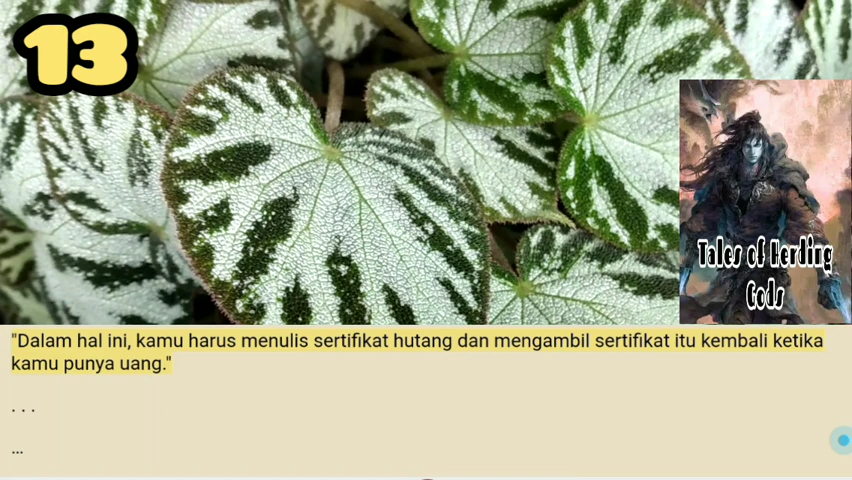 13
Tales of Herding
Gods
"Dalam hal ini, kamu harus menulis sertifikat hutang dan mengambil sertifikat itu kembali ketika
kamu punya uang."
. . .
...